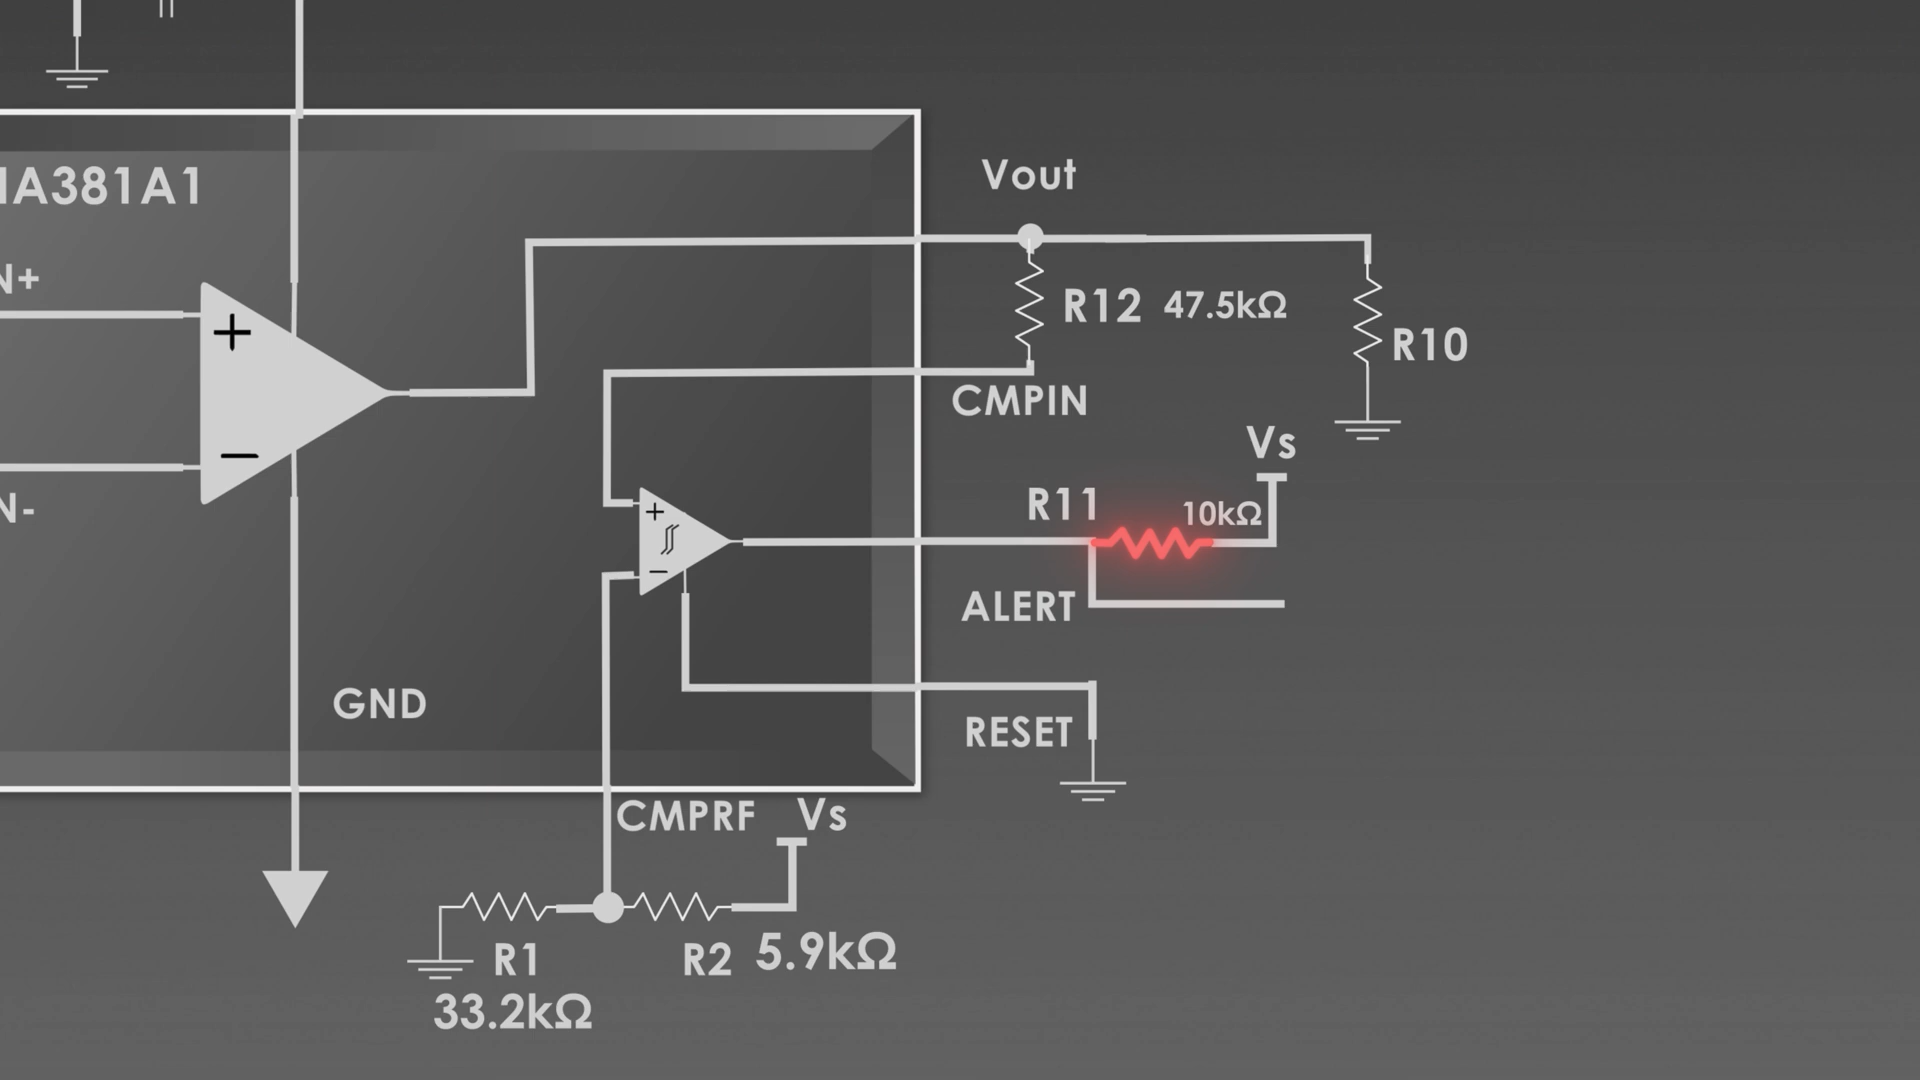 IA381A1
N+
+
−
N-
GND
Vout
R12 47.5kΩ
R10
CMPIN
Vs
R11 10kΩ
+
−
ALERT
RESET
CMPRF Vs
R1
33.2kΩ
R2 5.9kΩ